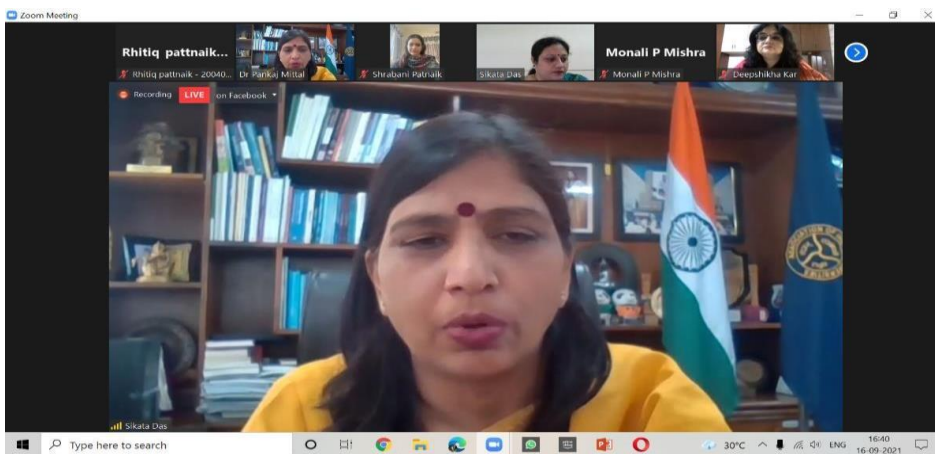 Zoom Meeting
Rhitiq pattnaik...
Monali P Mishra
Rhitiq pattnaik - 20040...
Dr Pankaj Mittal
Shrabani Patnaik
Sikata Das
Monali P Mishra
Deepshikha Kar
Recording LIVE on Facebook
Sikata Das
Type here to search
30°C
ENG
16:40
16-09-2021